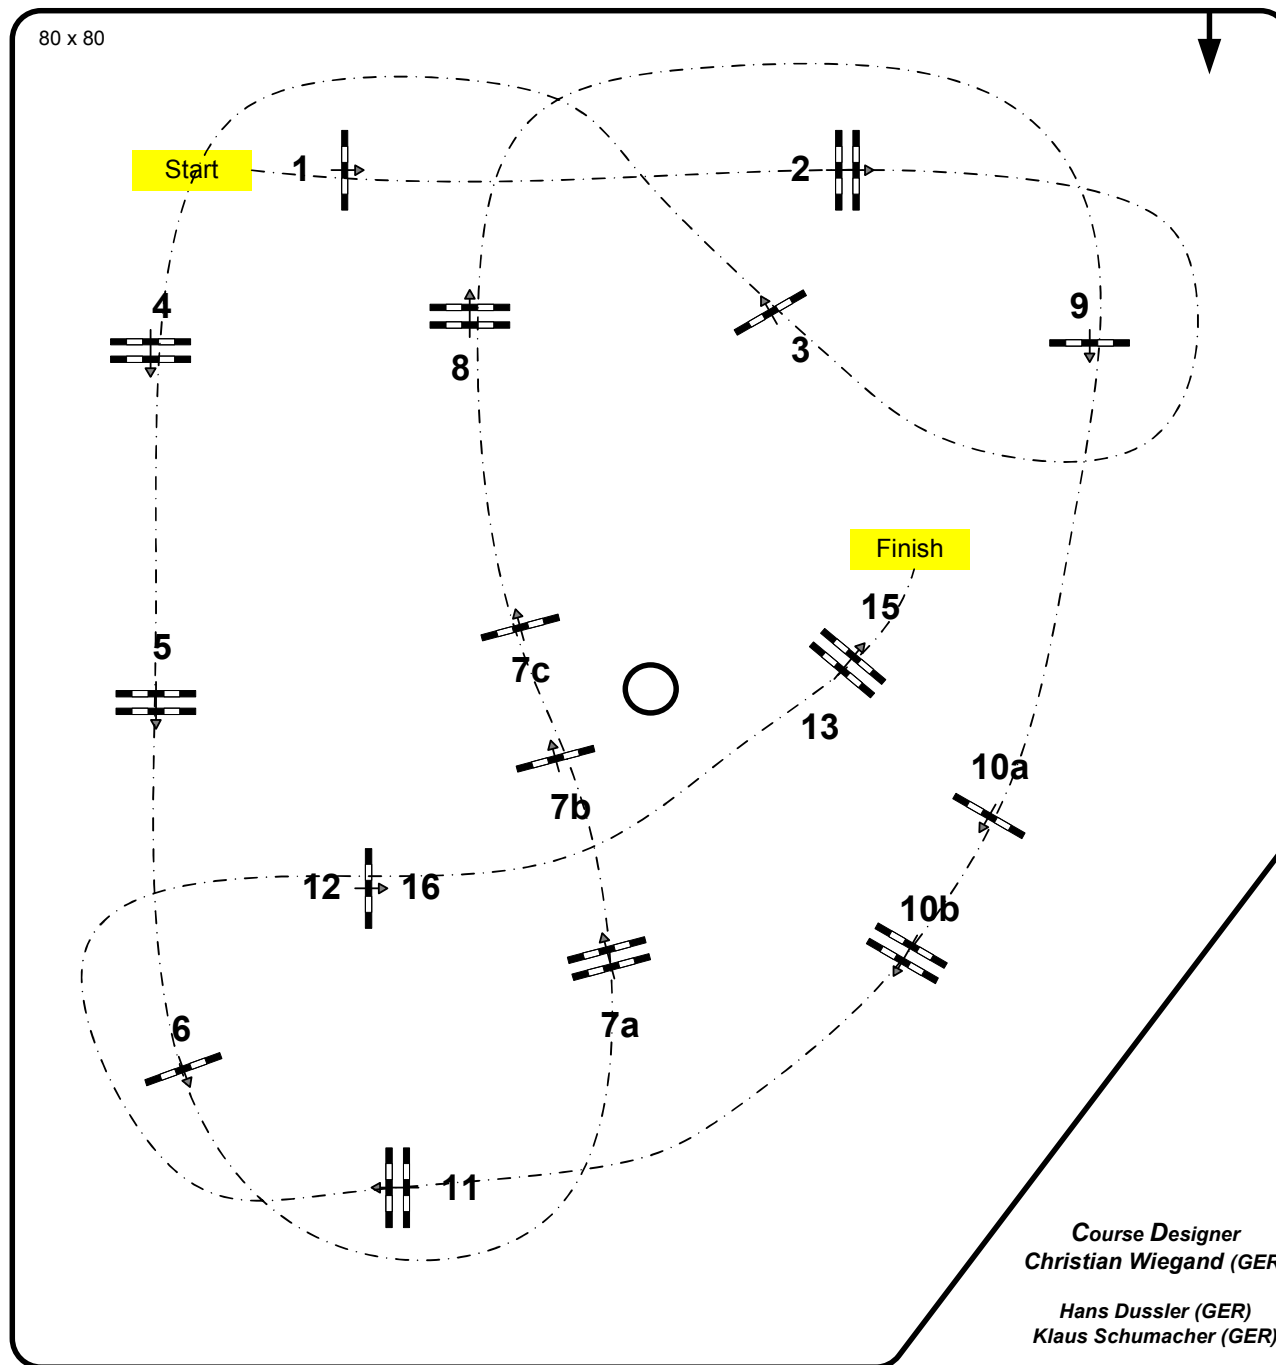 80 x 80
Start
1
2
4
9
3
8
Finish
15
5
7c
13
10a
7b
12
16
10b
7a
6
11
Course Designer
Christian Wiegand (GER
Hans Dussler (GER)
Klaus Schumacher (GER)